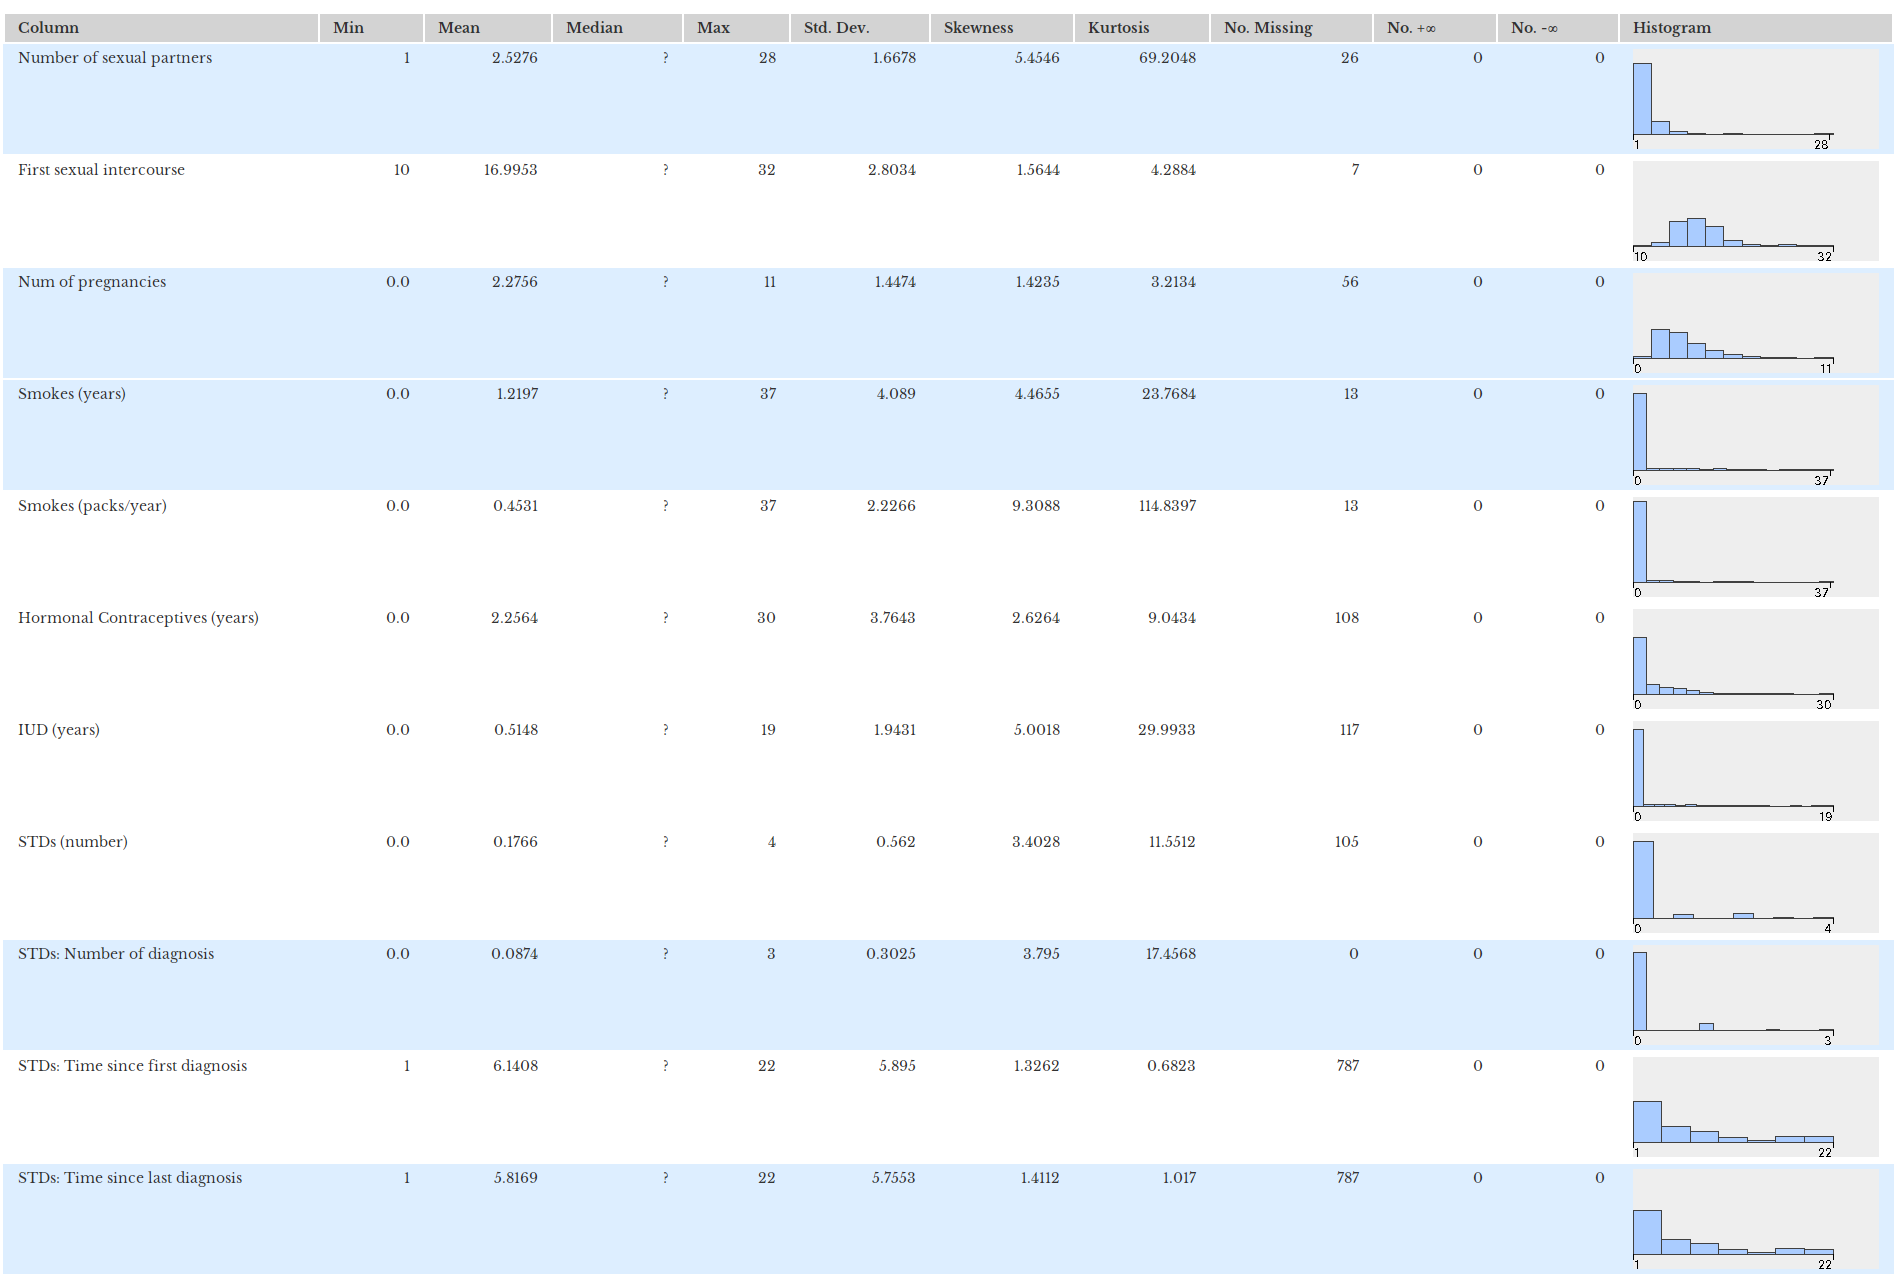 Column Min Mean Median Max Std. Dev. Skewness Kurtosis No. Missing No. +∞ No. -∞ Histogram
Number of sexual partners 1 2.5276 ? 28 1.6678 5.4546 69.2048 26 0 0
1 28
First sexual intercourse 10 16.9953 ? 32 2.8034 1.5644 4.2884 7 0 0
10 32
Num of pregnancies 0.0 2.2756 ? 11 1.4474 1.4235 3.2134 56 0 0
0 11
Smokes (years) 0.0 1.2197 ? 37 4.089 4.4655 23.7684 13 0 0
0 37
Smokes (packs/year) 0.0 0.4531 ? 37 2.2266 9.3088 114.8397 13 0 0
0 37
Hormonal Contraceptives (years) 0.0 2.2564 ? 30 3.7643 2.6264 9.0434 108 0 0
0 30
IUD (years) 0.0 0.5148 ? 19 1.9431 5.0018 29.9933 117 0 0
0 19
STDs (number) 0.0 0.1766 ? 4 0.562 3.4028 11.5512 105 0 0
0 4
STDs: Number of diagnosis 0.0 0.0874 ? 3 0.3025 3.795 17.4568 0 0 0
0 3
STDs: Time since first diagnosis 1 6.1408 ? 22 5.895 1.3262 0.6823 787 0 0
1 22
STDs: Time since last diagnosis 1 5.8169 ? 22 5.7553 1.4112 1.017 787 0 0
1 22